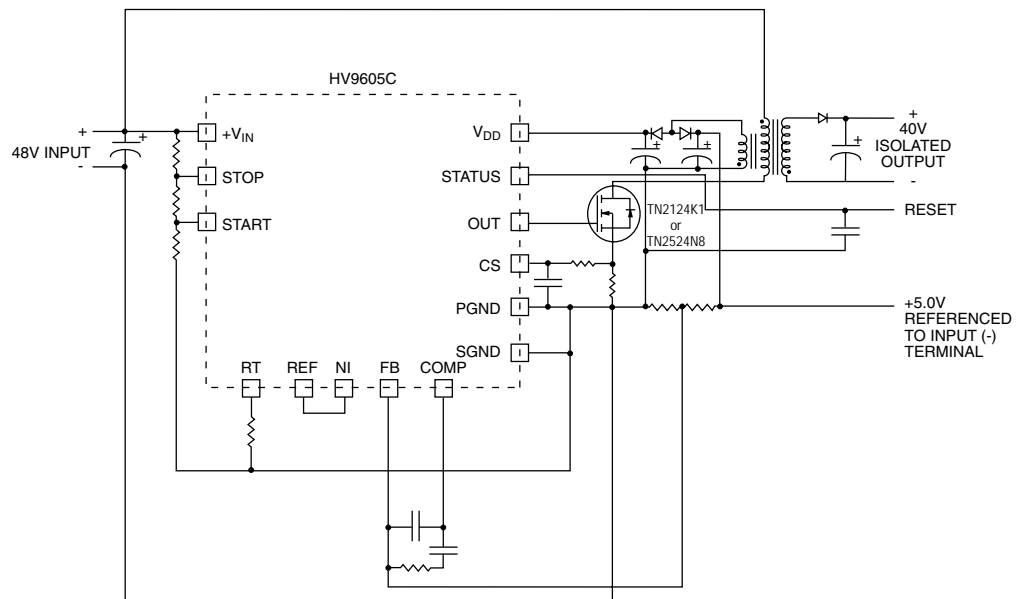 HV9605C
+
48V INPUT
-
+
+VIN
STOP
START
VDD
STATUS
OUT
CS
PGND
SGND
RT
REF
NI
FB
COMP
+
+
TN2124K1
or
TN2524N8
+
+
40V
ISOLATED
OUTPUT
-
RESET
+5.0V
REFERENCED
TO INPUT (-)
TERMINAL